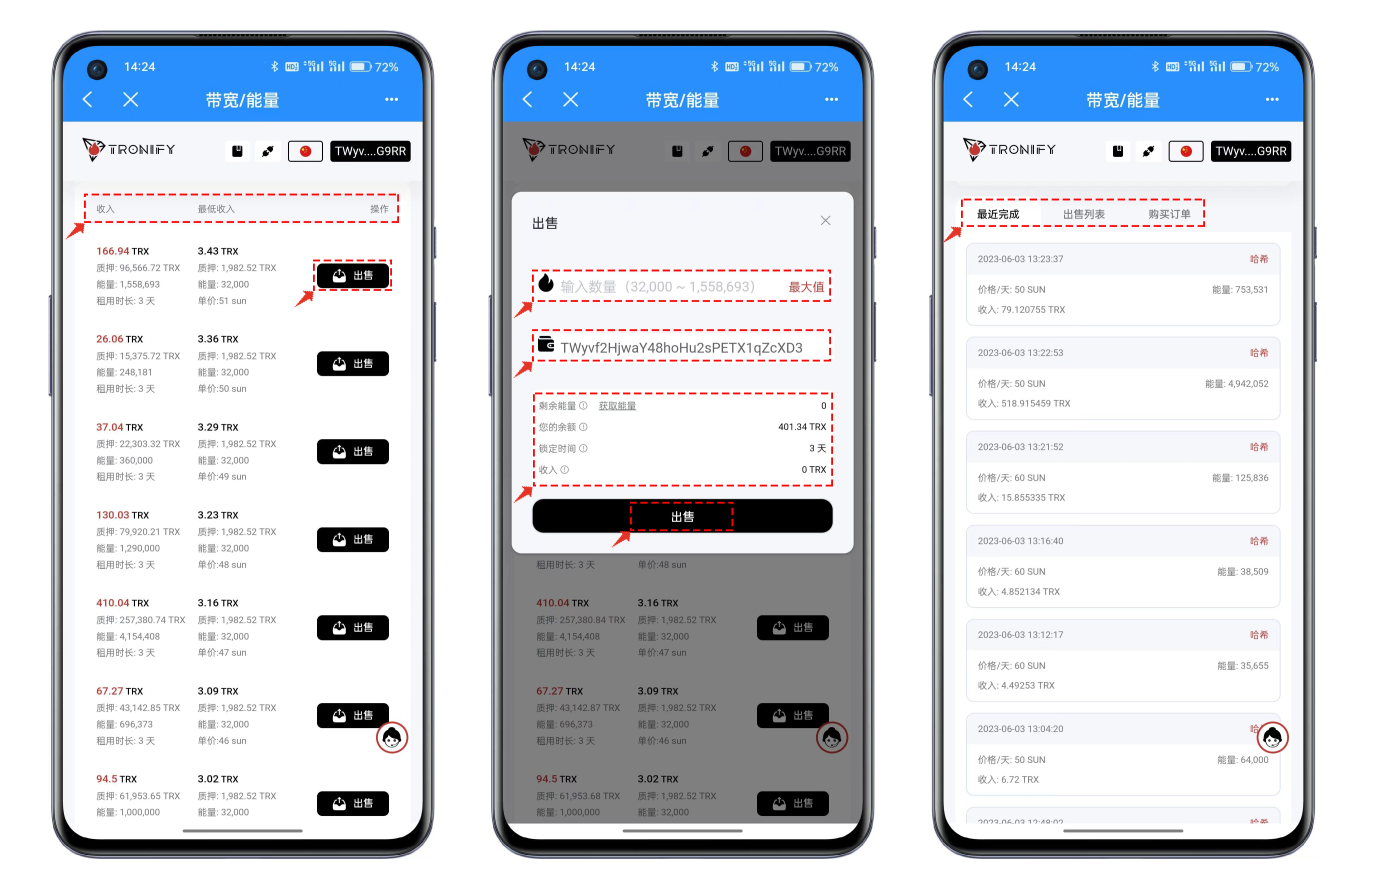 14:24
72%
带宽/能量
TRONIFY
TWyv....G9RR
收入 最低收入 操作
166.94 TRX 3.43 TRX
质押: 96,566.72 TRX 质押: 1,982.52 TRX
能量: 1,558,693 能量: 32,000
租用时长: 3 天 单价:51 sun
出售
26.06 TRX 3.36 TRX
质押: 15,375.72 TRX 质押: 1,982.52 TRX
能量: 248,181 能量: 32,000
租用时长: 3 天 单价:50 sun
出售
37.04 TRX 3.29 TRX
质押: 22,303.32 TRX 质押: 1,982.52 TRX
能量: 360,000 能量: 32,000
租用时长: 3 天 单价:49 sun
出售
130.03 TRX 3.23 TRX
质押: 79,920.21 TRX 质押: 1,982.52 TRX
能量: 1,290,000 能量: 32,000
租用时长: 3 天 单价:48 sun
出售
410.04 TRX 3.16 TRX
质押: 257,380.74 TRX 质押: 1,982.52 TRX
能量: 4,154,408 能量: 32,000
租用时长: 3 天 单价:47 sun
出售
67.27 TRX 3.09 TRX
质押: 43,142.85 TRX 质押: 1,982.52 TRX
能量: 696,373 能量: 32,000
租用时长: 3 天 单价:46 sun
出售
94.5 TRX 3.02 TRX
质押: 61,953.65 TRX 质押: 1,982.52 TRX
能量: 1,000,000 能量: 32,000
出售
14:24
72%
带宽/能量
TRONIFY
TWyv....G9RR
出售
输入数量（32,000 ~ 1,558,693） 最大值
TWyvf2HjwaY48hoHu2sPETX1qZcXD3
剩余能量 获取能量 0
您的余额 401.34 TRX
锁定时间 3 天
收入 0 TRX
出售
租用时长: 3 天 单价:48 sun
410.04 TRX 3.16 TRX
质押: 257,380.84 TRX 质押: 1,982.52 TRX
能量: 4,154,408 能量: 32,000
租用时长: 3 天 单价:47 sun
出售
67.27 TRX 3.09 TRX
质押: 43,142.87 TRX 质押: 1,982.52 TRX
能量: 696,373 能量: 32,000
租用时长: 3 天 单价:46 sun
出售
94.5 TRX 3.02 TRX
质押: 61,953.68 TRX 质押: 1,982.52 TRX
能量: 1,000,000 能量: 32,000
出售
14:24
72%
带宽/能量
TRONIFY
TWyv....G9RR
最近完成 出售列表 购买订单
2023-06-03 13:23:37 哈希
价格/天: 50 SUN 能量: 753,531
收入: 79.120755 TRX
2023-06-03 13:22:53 哈希
价格/天: 50 SUN 能量: 4,942,052
收入: 518.915459 TRX
2023-06-03 13:21:52 哈希
价格/天: 60 SUN 能量: 125,836
收入: 15.855335 TRX
2023-06-03 13:16:40 哈希
价格/天: 60 SUN 能量: 38,509
收入: 4.852134 TRX
2023-06-03 13:12:17 哈希
价格/天: 60 SUN 能量: 35,655
收入: 4.49253 TRX
2023-06-03 13:04:20 哈
价格/天: 50 SUN 能量: 64,000
收入: 6.72 TRX
2023-06-03 12:48:02 哈希